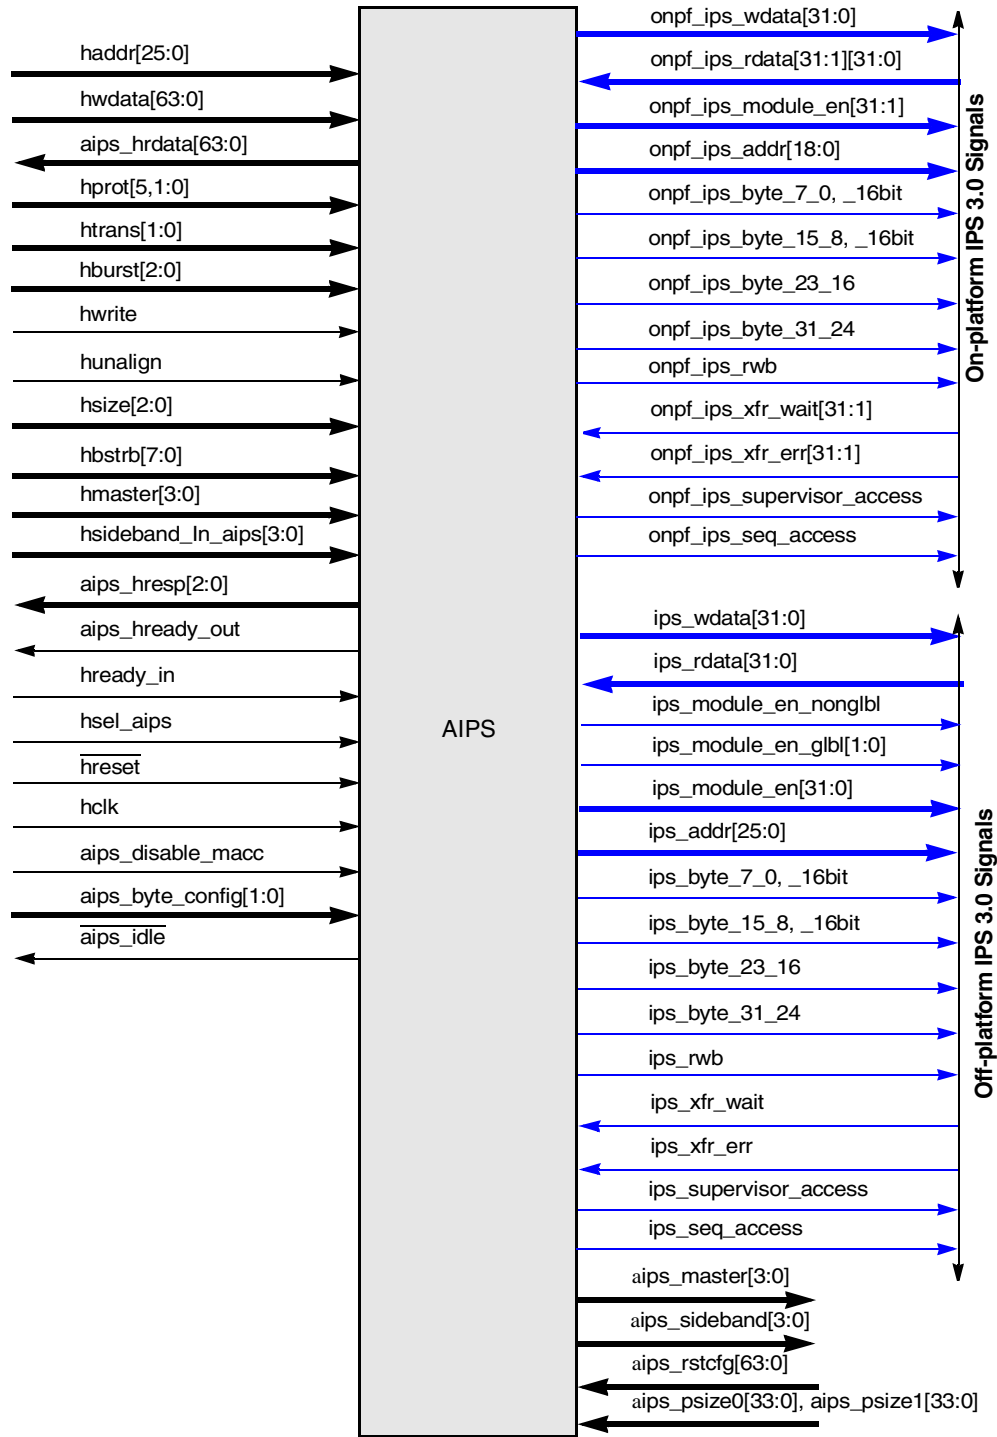 haddr[25:0]
hwdata[63:0]
aips_hrdata[63:0]
hprot[5,1:0]
htrans[1:0]
hburst[2:0]
hwrite
hunalign
hsize[2:0]
hbstrb[7:0]
hmaster[3:0]
hsideband_In_aips[3:0]
aips_hresp[2:0]
aips_hready_out
hready_in
hsel_aips
hreset
hclk
aips_disable_macc
aips_byte_config[1:0]
aips_idle
AIPS
onpf_ips_wdata[31:0]
onpf_ips_rdata[31:1][31:0]
onpf_ips_module_en[31:1]
onpf_ips_addr[18:0]
onpf_ips_byte_7_0, _16bit
onpf_ips_byte_15_8, _16bit
onpf_ips_byte_23_16
onpf_ips_byte_31_24
onpf_ips_rwb
onpf_ips_xfr_wait[31:1]
onpf_ips_xfr_err[31:1]
onpf_ips_supervisor_access
onpf_ips_seq_access
On-platform IPS 3.0 Signals
ips_wdata[31:0]
ips_rdata[31:0]
ips_module_en_nonglbl
ips_module_en_glbl[1:0]
ips_module_en[31:0]
ips_addr[25:0]
ips_byte_7_0, _16bit
ips_byte_15_8, _16bit
ips_byte_23_16
ips_byte_31_24
ips_rwb
ips_xfr_wait
ips_xfr_err
ips_supervisor_access
ips_seq_access
Off-platform IPS 3.0 Signals
aips_master[3:0]
aips_sideband[3:0]
aips_rstcfg[63:0]
aips_psize0[33:0], aips_psize1[33:0]